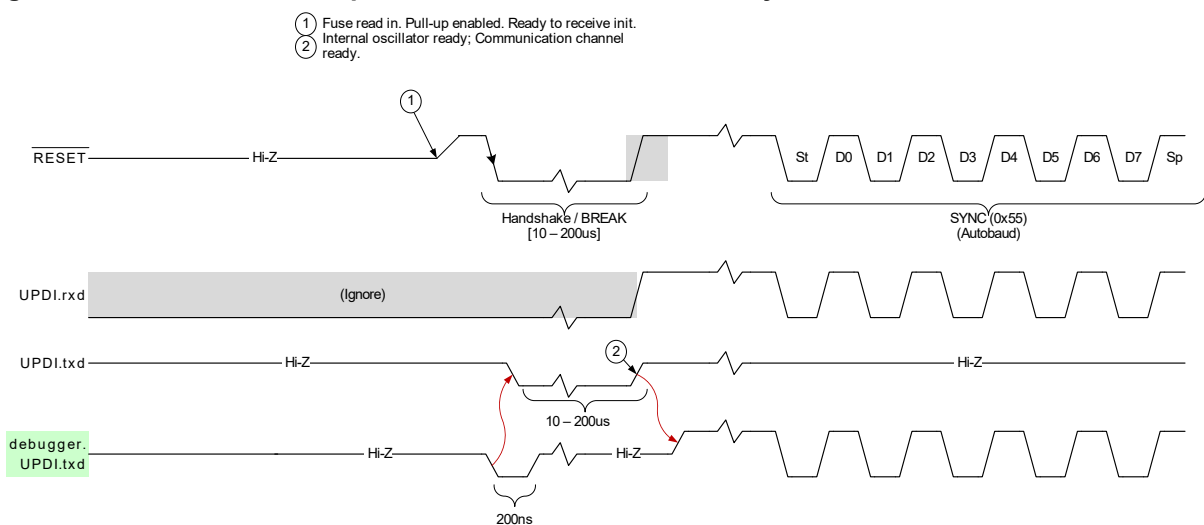 1 Fuse read in. Pull-up enabled. Ready to receive init.
2 Internal oscillator ready; Communication channel
ready.
1
RESET Hi-Z St D0 D1 D2 D3 D4 D5 D6 D7 Sp
Handshake / BREAK
[10 – 200us]
SYNC (0x55)
(Autobaud)
UPDI.rxd (Ignore)
UPDI.txd Hi-Z 2 Hi-Z
10 – 200us
debugger.
UPDI.txd Hi-Z Hi-Z
200ns